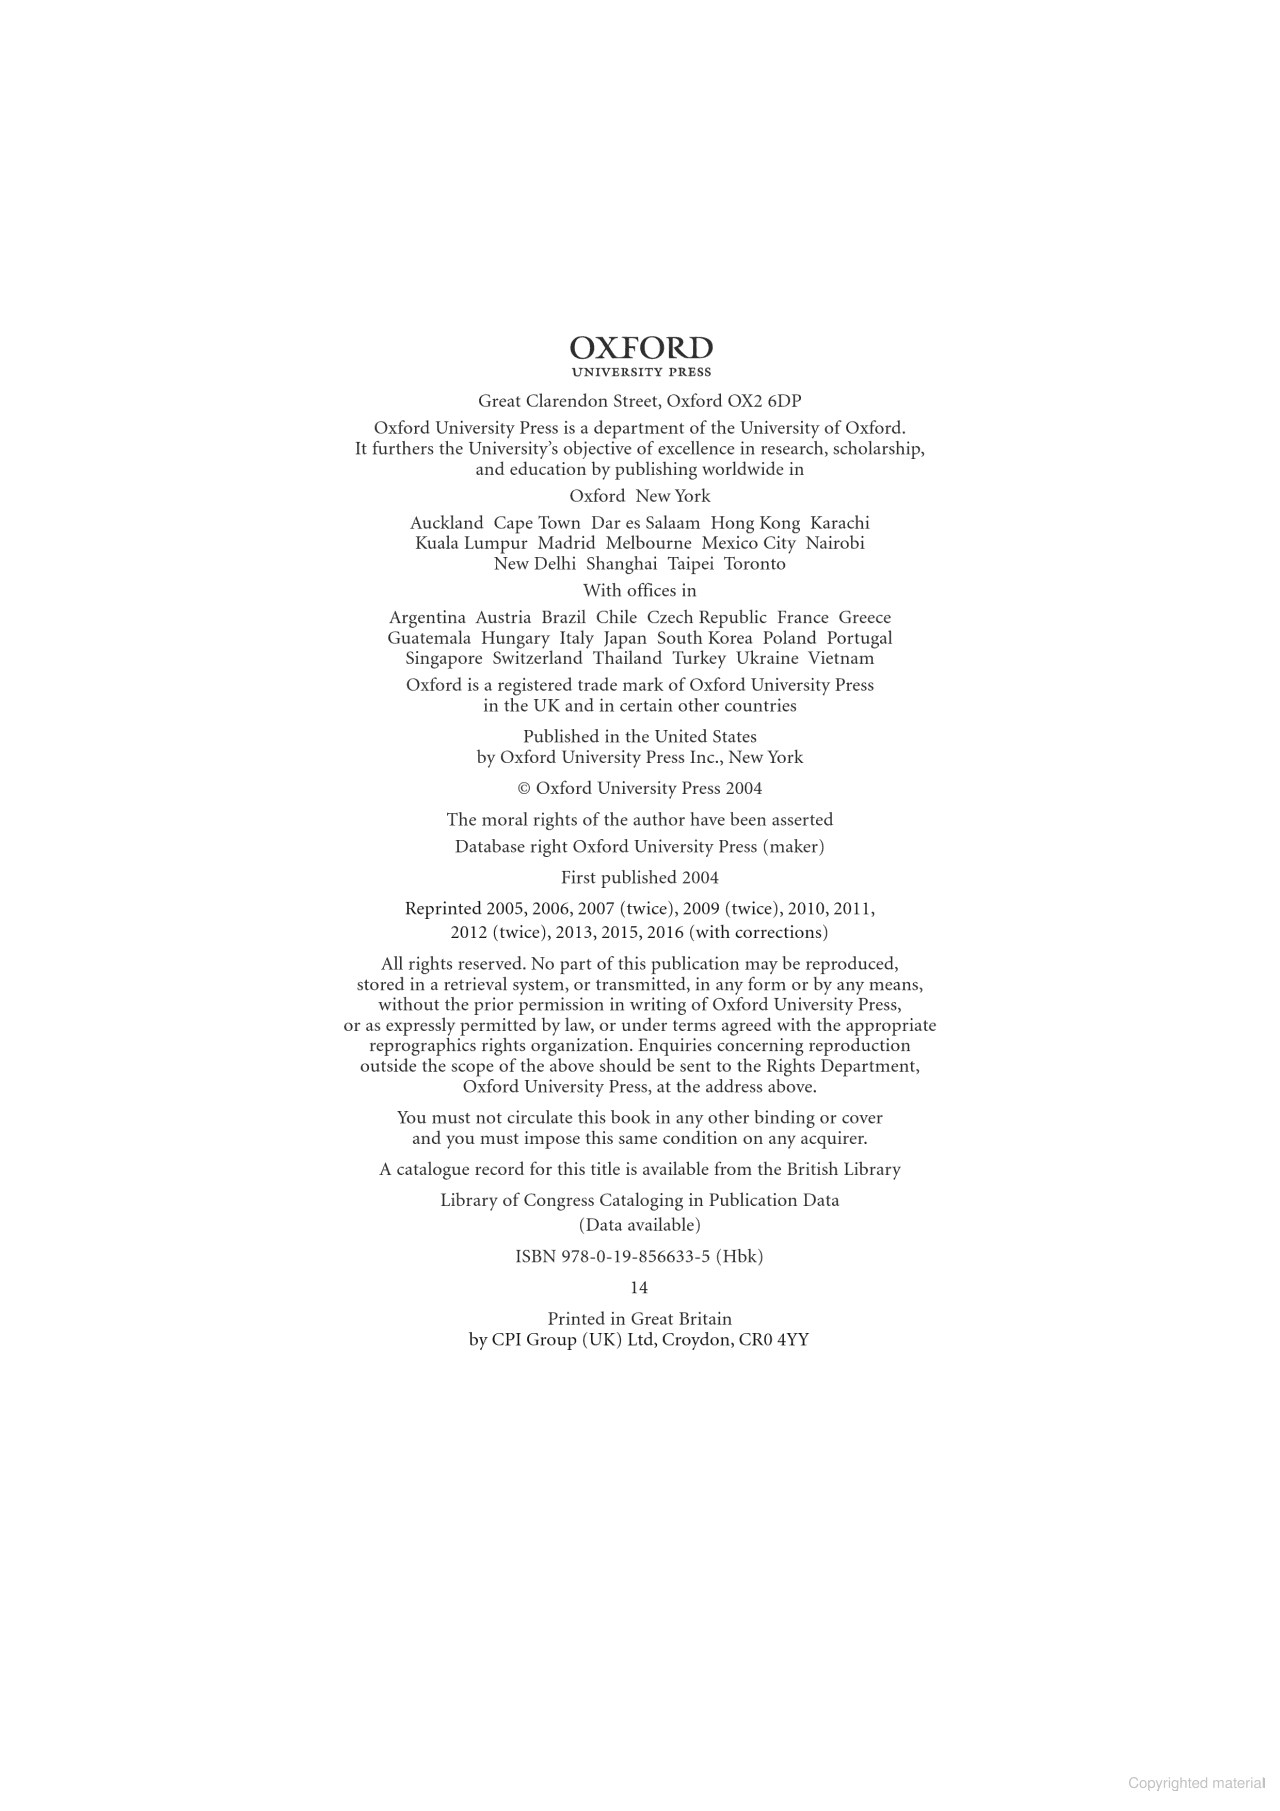 OXFORD
UNIVERSITY PRESS
Great Clarendon Street, Oxford OX2 6DP
Oxford University Press is a department of the University of Oxford.
It furthers the University’s objective of excellence in research, scholarship,
and education by publishing worldwide in
Oxford New York
Auckland Cape Town Dar es Salaam Hong Kong Karachi
Kuala Lumpur Madrid Melbourne Mexico City Nairobi
New Delhi Shanghai Taipei Toronto
With offices in
Argentina Austria Brazil Chile Czech Republic France Greece
Guatemala Hungary Italy Japan South Korea Poland Portugal
Singapore Switzerland Thailand Turkey Ukraine Vietnam
Oxford is a registered trade mark of Oxford University Press
in the UK and in certain other countries
Published in the United States
by Oxford University Press Inc., New York
© Oxford University Press 2004
The moral rights of the author have been asserted
Database right Oxford University Press (maker)
First published 2004
Reprinted 2005, 2006, 2007 (twice), 2009 (twice), 2010, 2011,
2012 (twice), 2013, 2015, 2016 (with corrections)
All rights reserved. No part of this publication may be reproduced,
stored in a retrieval system, or transmitted, in any form or by any means,
without the prior permission in writing of Oxford University Press,
or as expressly permitted by law, or under terms agreed with the appropriate
reprographics rights organization. Enquiries concerning reproduction
outside the scope of the above should be sent to the Rights Department,
Oxford University Press, at the address above.
You must not circulate this book in any other binding or cover
and you must impose this same condition on any acquirer.
A catalogue record for this title is available from the British Library
Library of Congress Cataloging in Publication Data
(Data available)
ISBN 978-0-19-856633-5 (Hbk)
14
Printed in Great Britain
by CPI Group (UK) Ltd, Croydon, CR0 4YY
Copyrighted material